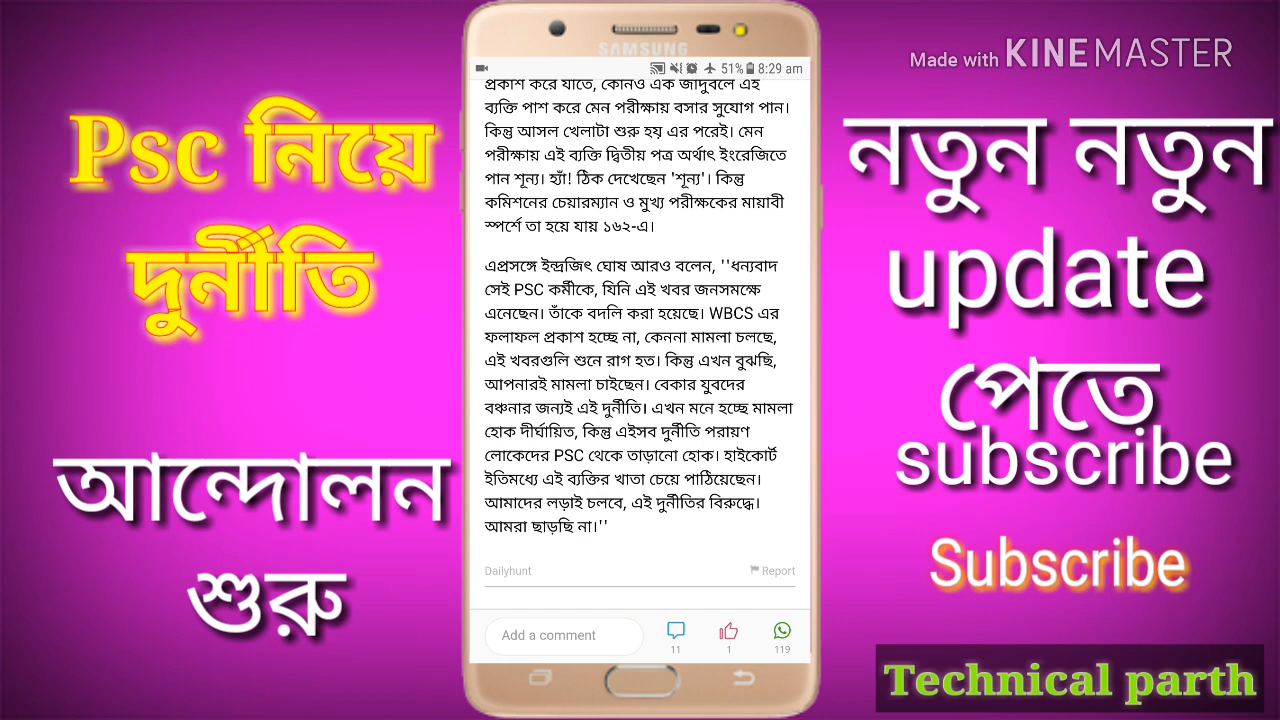 Made with KINEMASTER
Psc নিয়ে
দুর্নীতি
আন্দোলন
শুরু
SAMSUNG
51% 8:29 am
প্রকাশ করে যাতে, কোনও এক জাদুবলে এই
ব্যক্তি পাশ করে মেন পরীক্ষায় বসার সুযোগ পান।
কিন্তু আসল খেলাটা শুরু হয় এর পরেই। মেন
পরীক্ষায় এই ব্যক্তি দ্বিতীয় পত্র অর্থাৎ ইংরেজিতে
পান শূন্য। হ্যাঁ! ঠিক দেখেছেন 'শূন্য'। কিন্তু
কমিশনের চেয়ারম্যান ও মুখ্য পরীক্ষকের মায়াবী
স্পর্শে তা হয়ে যায় ১৬২-এ।
এপ্রসঙ্গে ইন্দ্রজিৎ ঘোষ আরও বলেন, ''ধন্যবাদ
সেই PSC কর্মীকে, যিনি এই খবর জনসমক্ষে
এনেছেন। তাঁকে বদলি করা হয়েছে। WBCS এর
ফলাফল প্রকাশ হচ্ছে না, কেননা মামলা চলছে,
এই খবরগুলি শুনে রাগ হত। কিন্তু এখন বুঝছি,
আপনারই মামলা চাইছেন। বেকার যুবদের
বঞ্চনার জন্যই এই দুর্নীতি। এখন মনে হচ্ছে মামলা
হোক দীর্ঘায়িত, কিন্তু এইসব দুর্নীতি পরায়ণ
লোকেদের PSC থেকে তাড়ানো হোক। হাইকোর্ট
ইতিমধ্যে এই ব্যক্তির খাতা চেয়ে পাঠিয়েছেন।
আমাদের লড়াই চলবে, এই দুর্নীতির বিরুদ্ধে।
আমরা ছাড়ছি না।''
Dailyhunt Report
Add a comment
11 1 119
নতুন নতুন
update
পেতে
subscribe
Subscribe
Technical parth